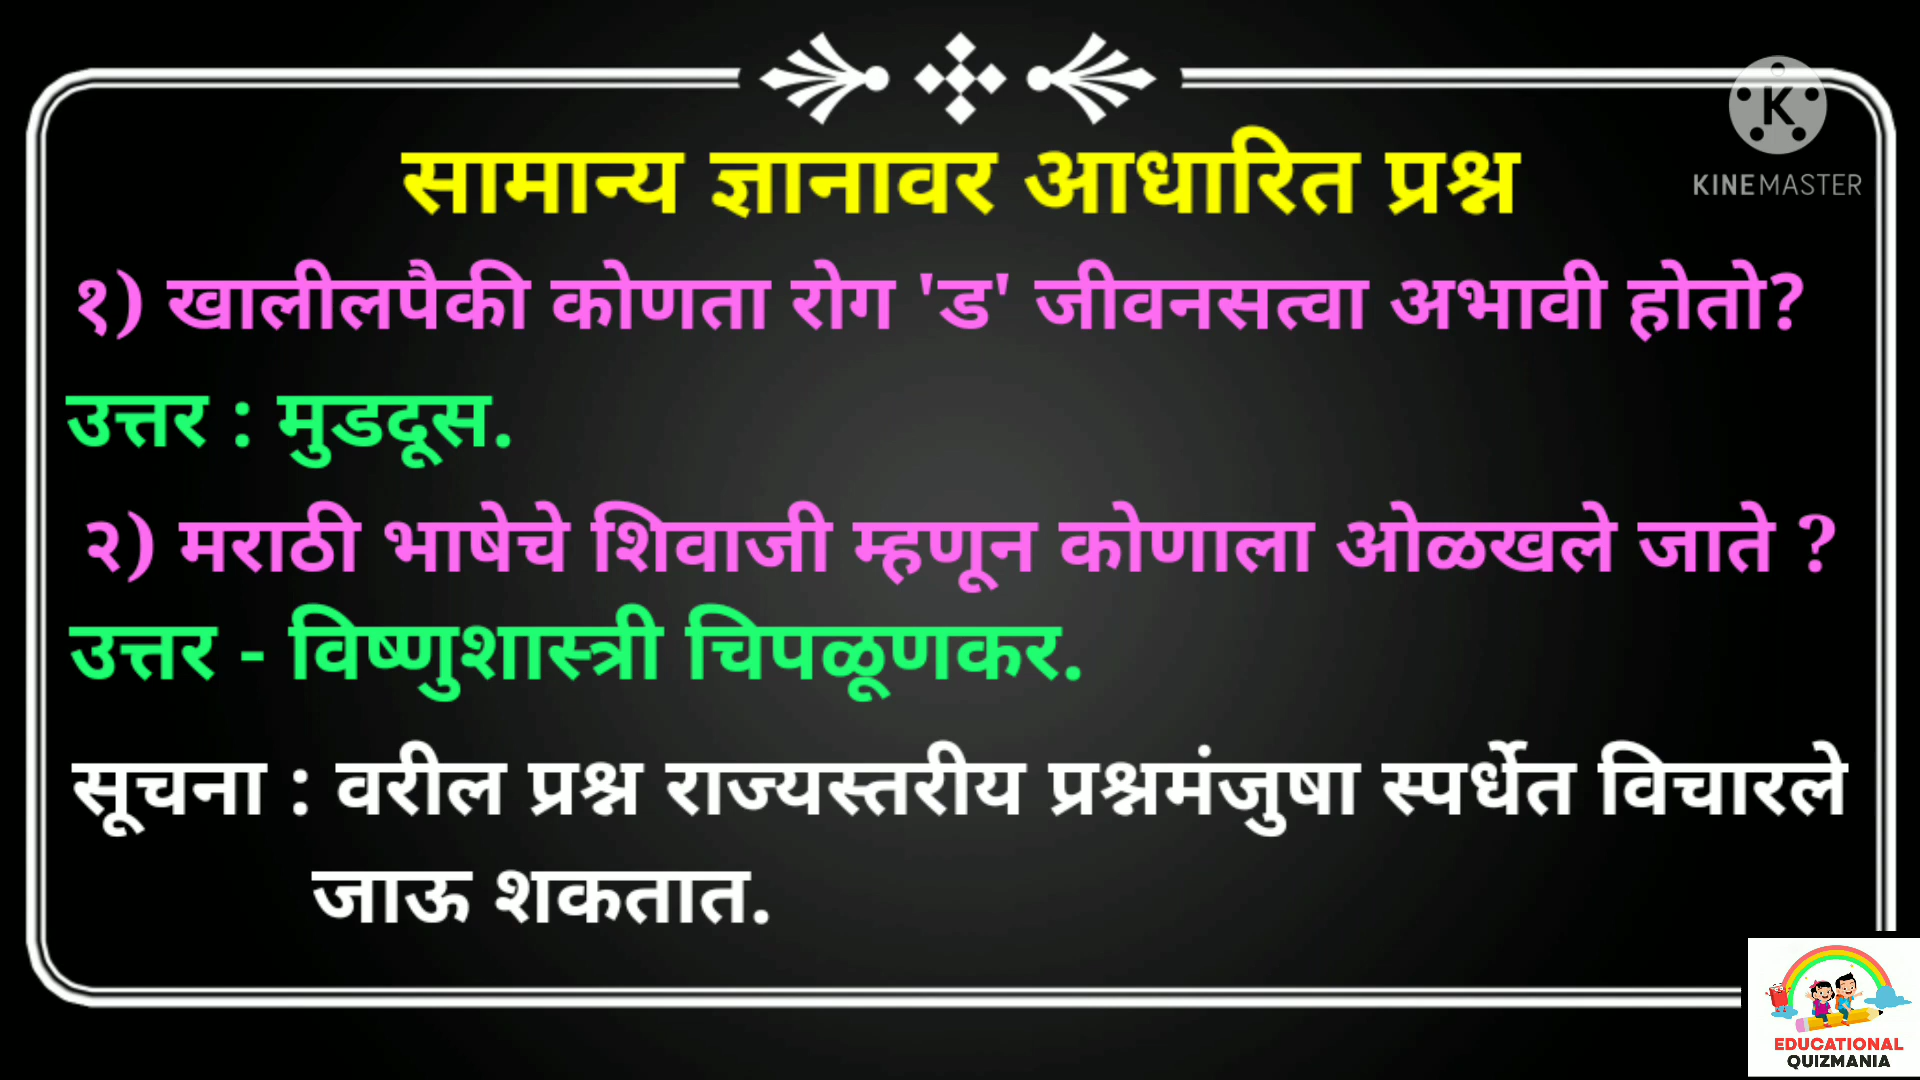 सामान्य ज्ञानावर आधारित प्रश्न
KINEMASTER
१) खालीलपैकी कोणता रोग 'ड' जीवनसत्वा अभावी होतो?
उत्तर : मुडदूस.
२) मराठी भाषेचे शिवाजी म्हणून कोणाला ओळखले जाते ?
उत्तर - विष्णुशास्त्री चिपळूणकर.
सूचना : वरील प्रश्न राज्यस्तरीय प्रश्नमंजुषा स्पर्धेत विचारले
जाऊ शकतात.
EDUCATIONAL
QUIZMANIA